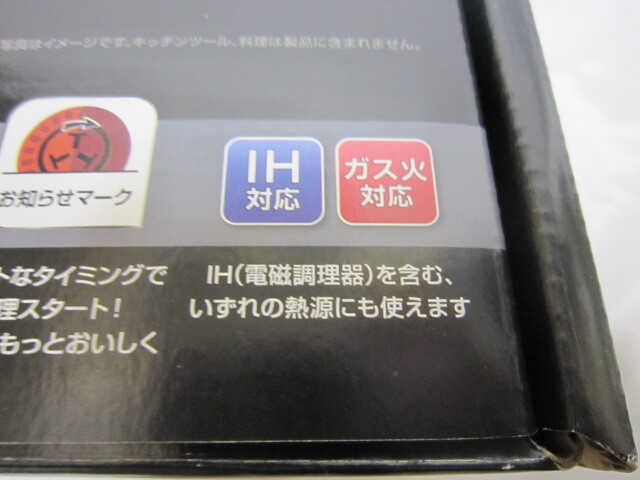 写真はイメージです。キッチンツール、料理は製品に含まれません。
お知らせマーク
IH
対応
ガス火
対応
トなタイミングで
理スタート!
もっとおいしく
IH(電磁調理器)を含む、
いずれの熱源にも使えます